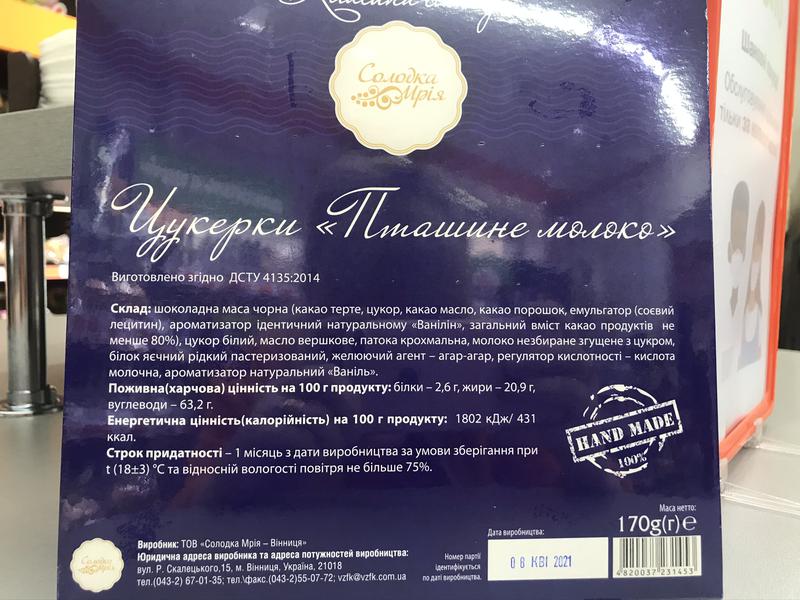 Солодка
Мрія
Цукерки «Пташине молоко»
Виготовлено згідно ДСТУ 4135:2014
Склад: шоколадна маса чорна (какао терте, цукор, какао масло, какао порошок, емульгатор (соєвий
лецитин), ароматизатор ідентичний натуральному «Ванілін», загальний вміст какао продуктів не
менше 80%), цукор білий, масло вершкове, патока крохмальна, молоко незбиране згущене з цукром,
білок яєчний рідкий пастеризований, желюючий агент – агар-агар, регулятор кислотності – кислота
молочна, ароматизатор натуральний «Ваніль».
Поживна(харчова) цінність на 100 г продукту: білки – 2,6 г, жири – 20,9 г,
вуглеводи – 63,2 г.
Енергетична цінність(калорійність) на 100 г продукту: 1802 кДж/ 431
ккал.
Строк придатності – 1 місяць з дати виробництва за умови зберігання при
t (18±3) °C та відносній вологості повітря не більше 75%.
HAND MADE
100%
Маса нетто:
170g(г)℮
Виробник: ТОВ «Солодка Мрія – Вінниця»
Юридична адреса виробника та адреса потужностей виробництва:
вул. Р. Скалецького, 15, м. Вінниця, Україна, 21018
тел.(043-2) 67-01-35; тел.\факс.(043-2)55-07-72; vzfk@vzfk.com.ua
Солодка
Мрія
Номер партії
ідентифікується
по даті виробництва.
Дата виробництва:
08 КВІ 2021
4820037231453